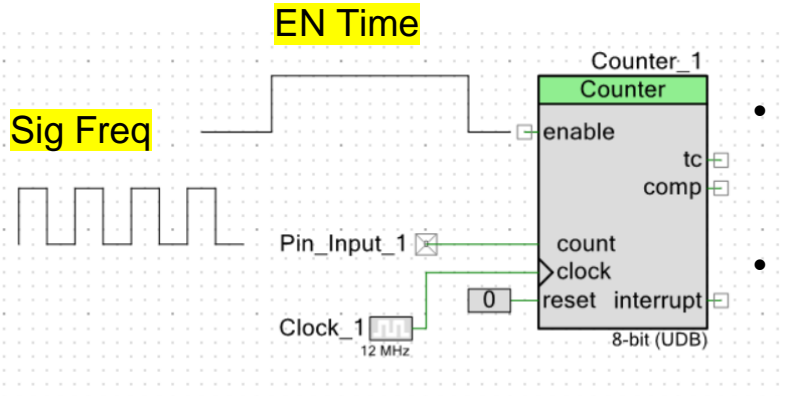 EN Time
Counter_1
Counter
Sig Freq
enable
tc
comp
Pin_Input_1
count
clock
0
reset
interrupt
Clock_1
12 MHz
8-bit (UDB)